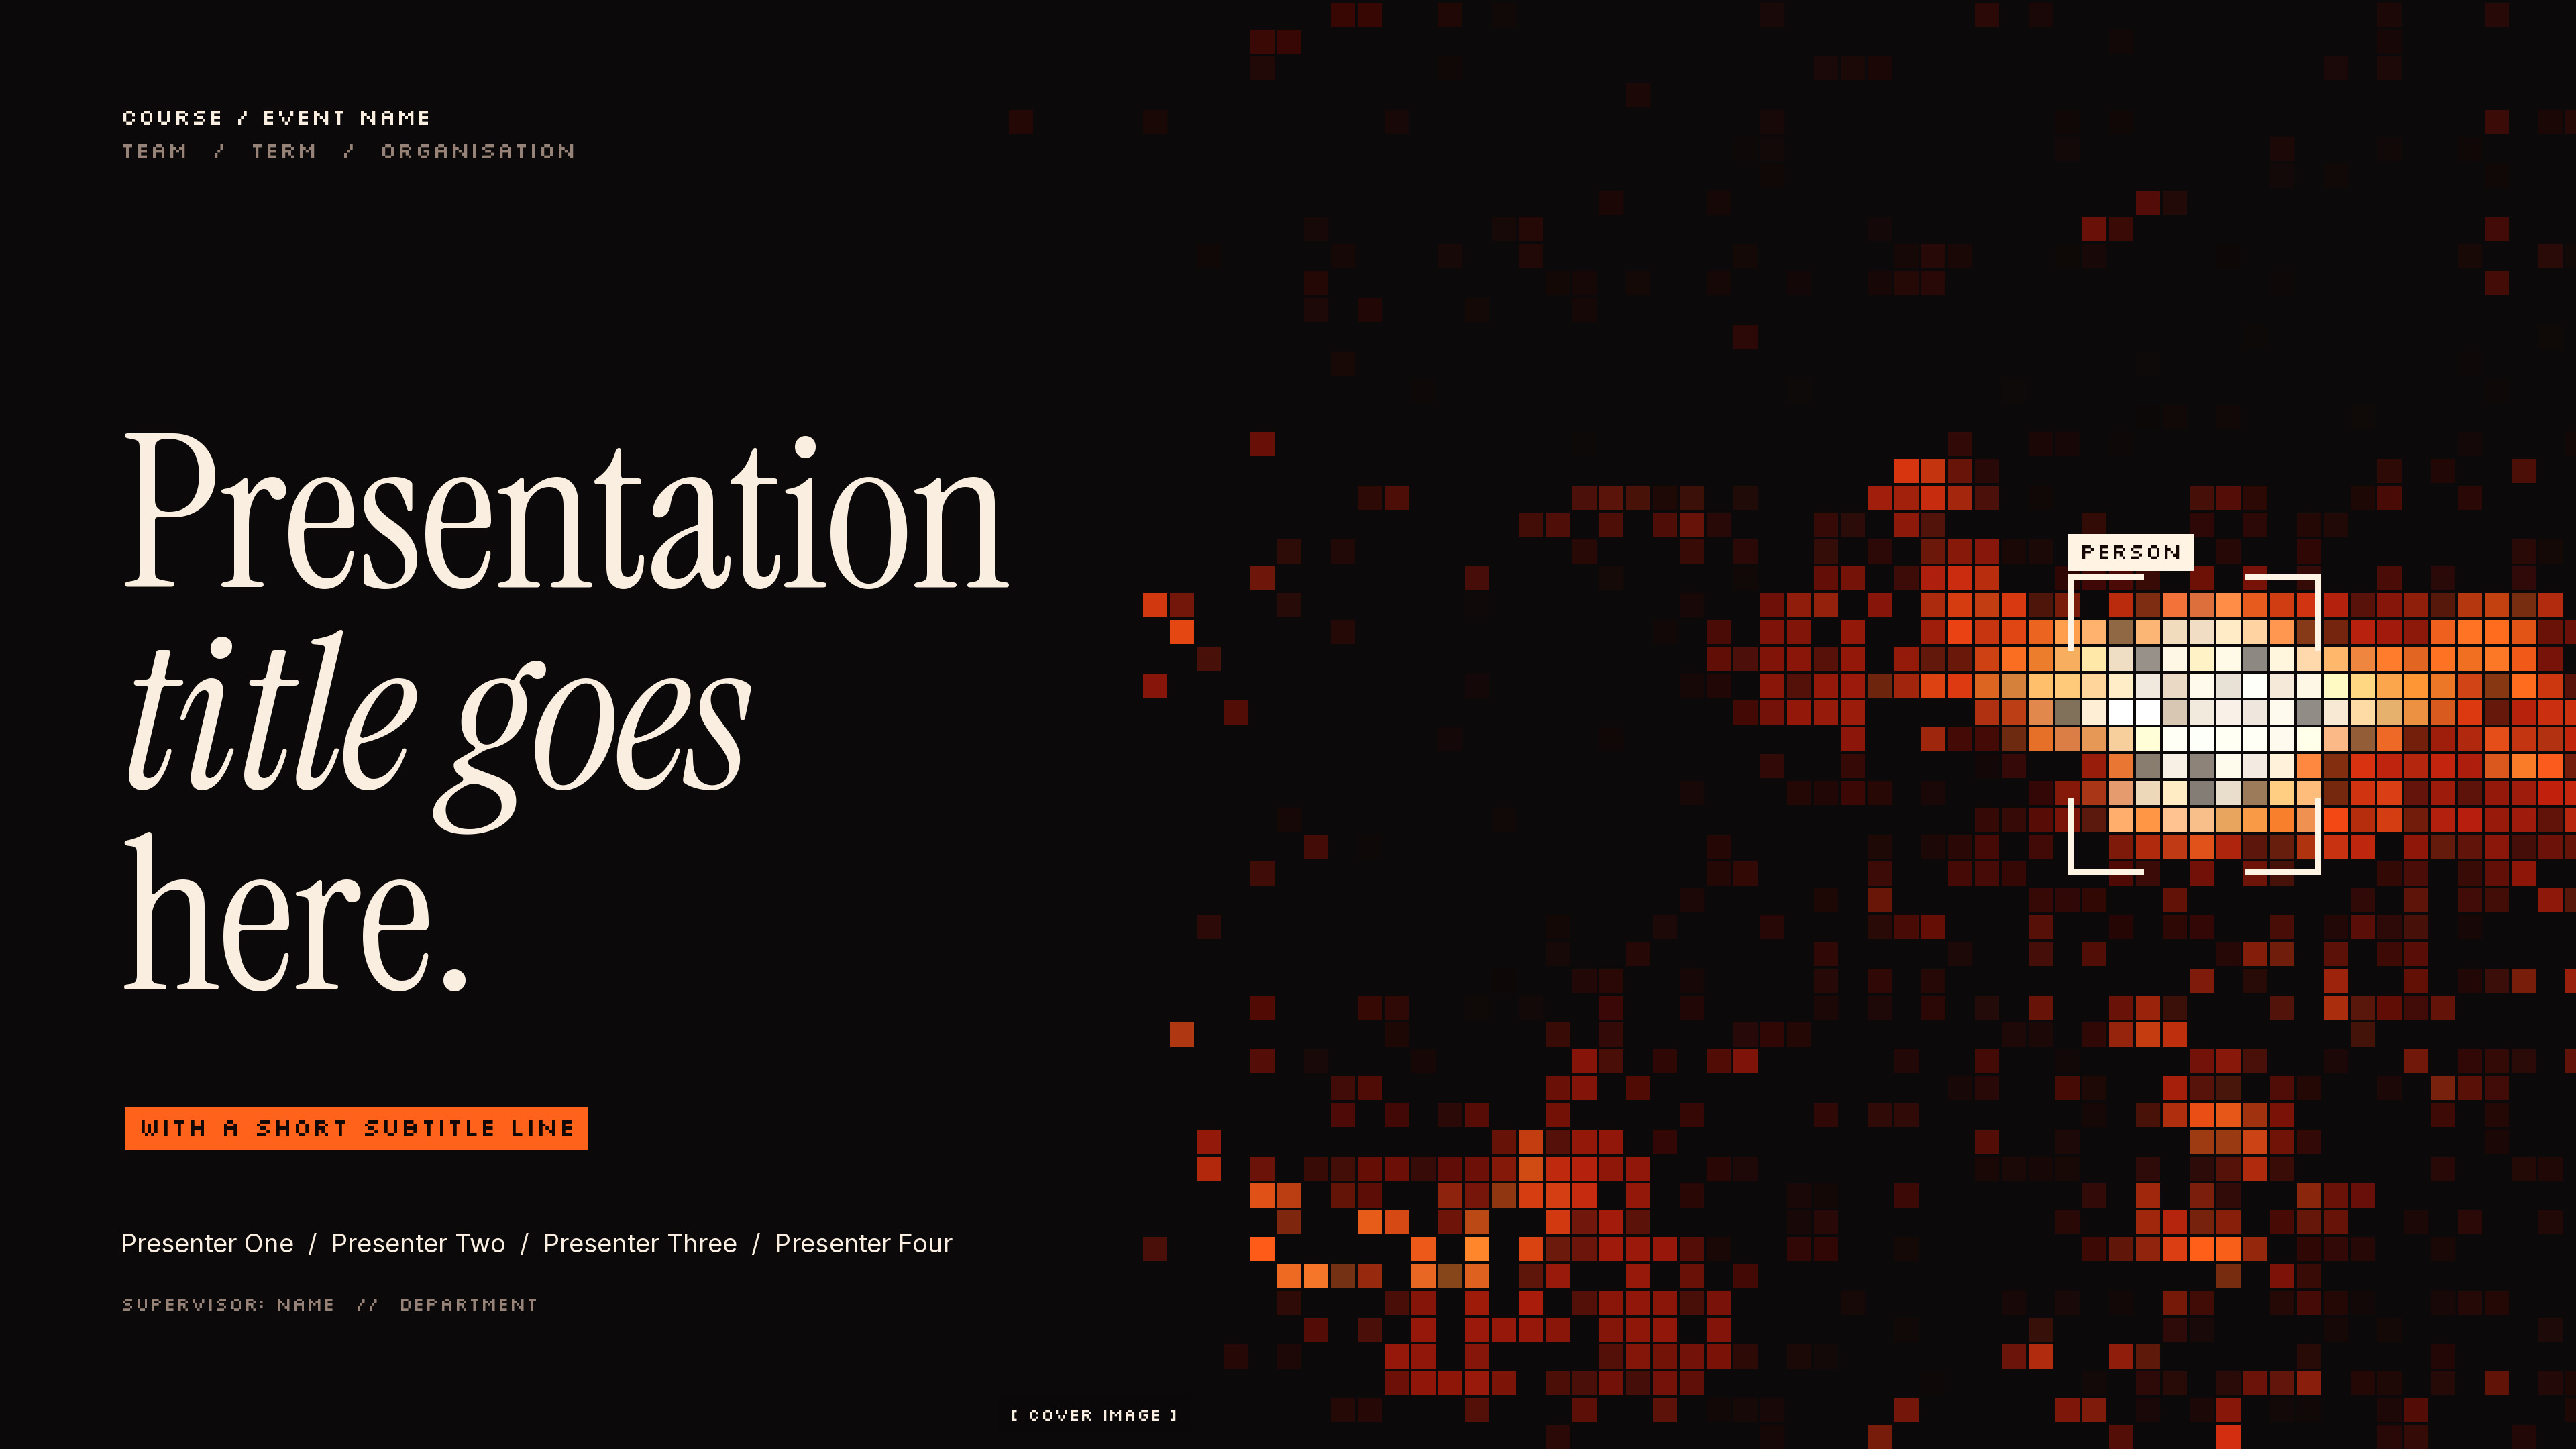 COURSE / EVENT NAME
TEAM / TERM / ORGANISATION
Presentation
title goes
here.
WITH A SHORT SUBTITLE LINE
Presenter One / Presenter Two / Presenter Three / Presenter Four
SUPERVISOR: NAME // DEPARTMENT
[ COVER IMAGE ]
PERSON